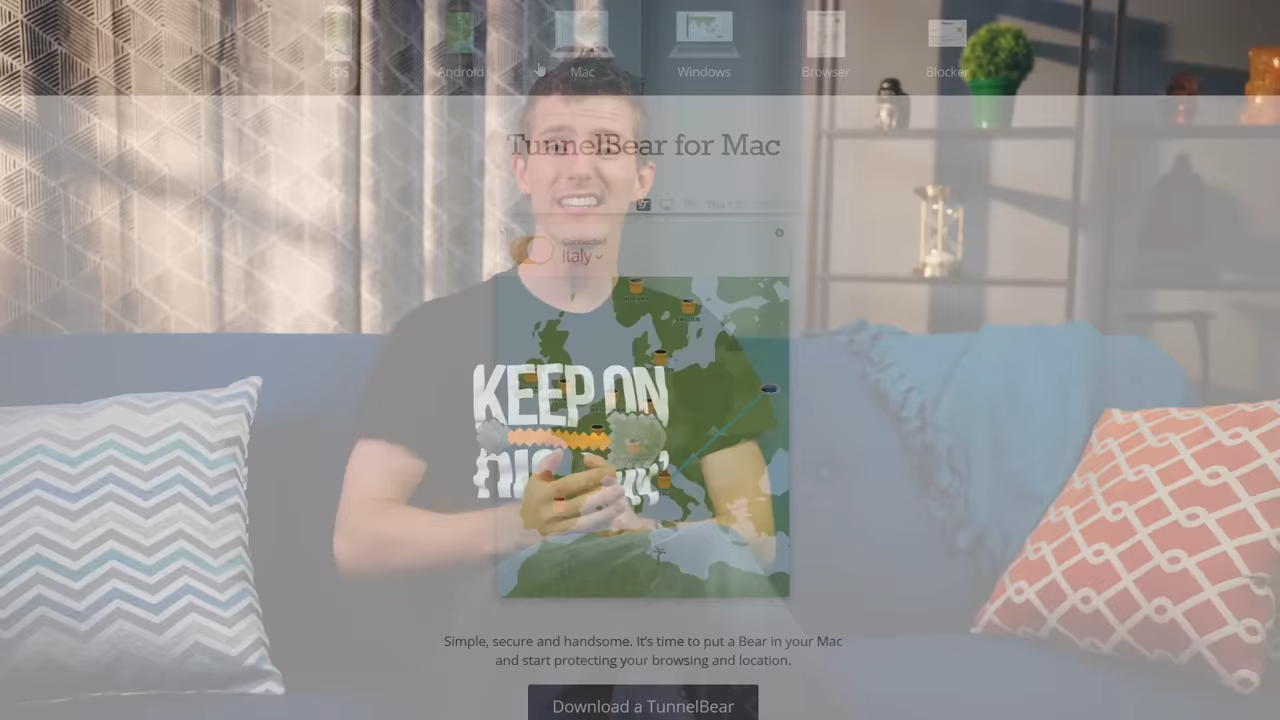 iOS
Android
Mac
Windows
Browser
Blocker
TunnelBear for Mac
Connected
Italy
KEEP ON
Simple, secure and handsome. It's time to put a Bear in your Mac
and start protecting your browsing and location.
Download a TunnelBear